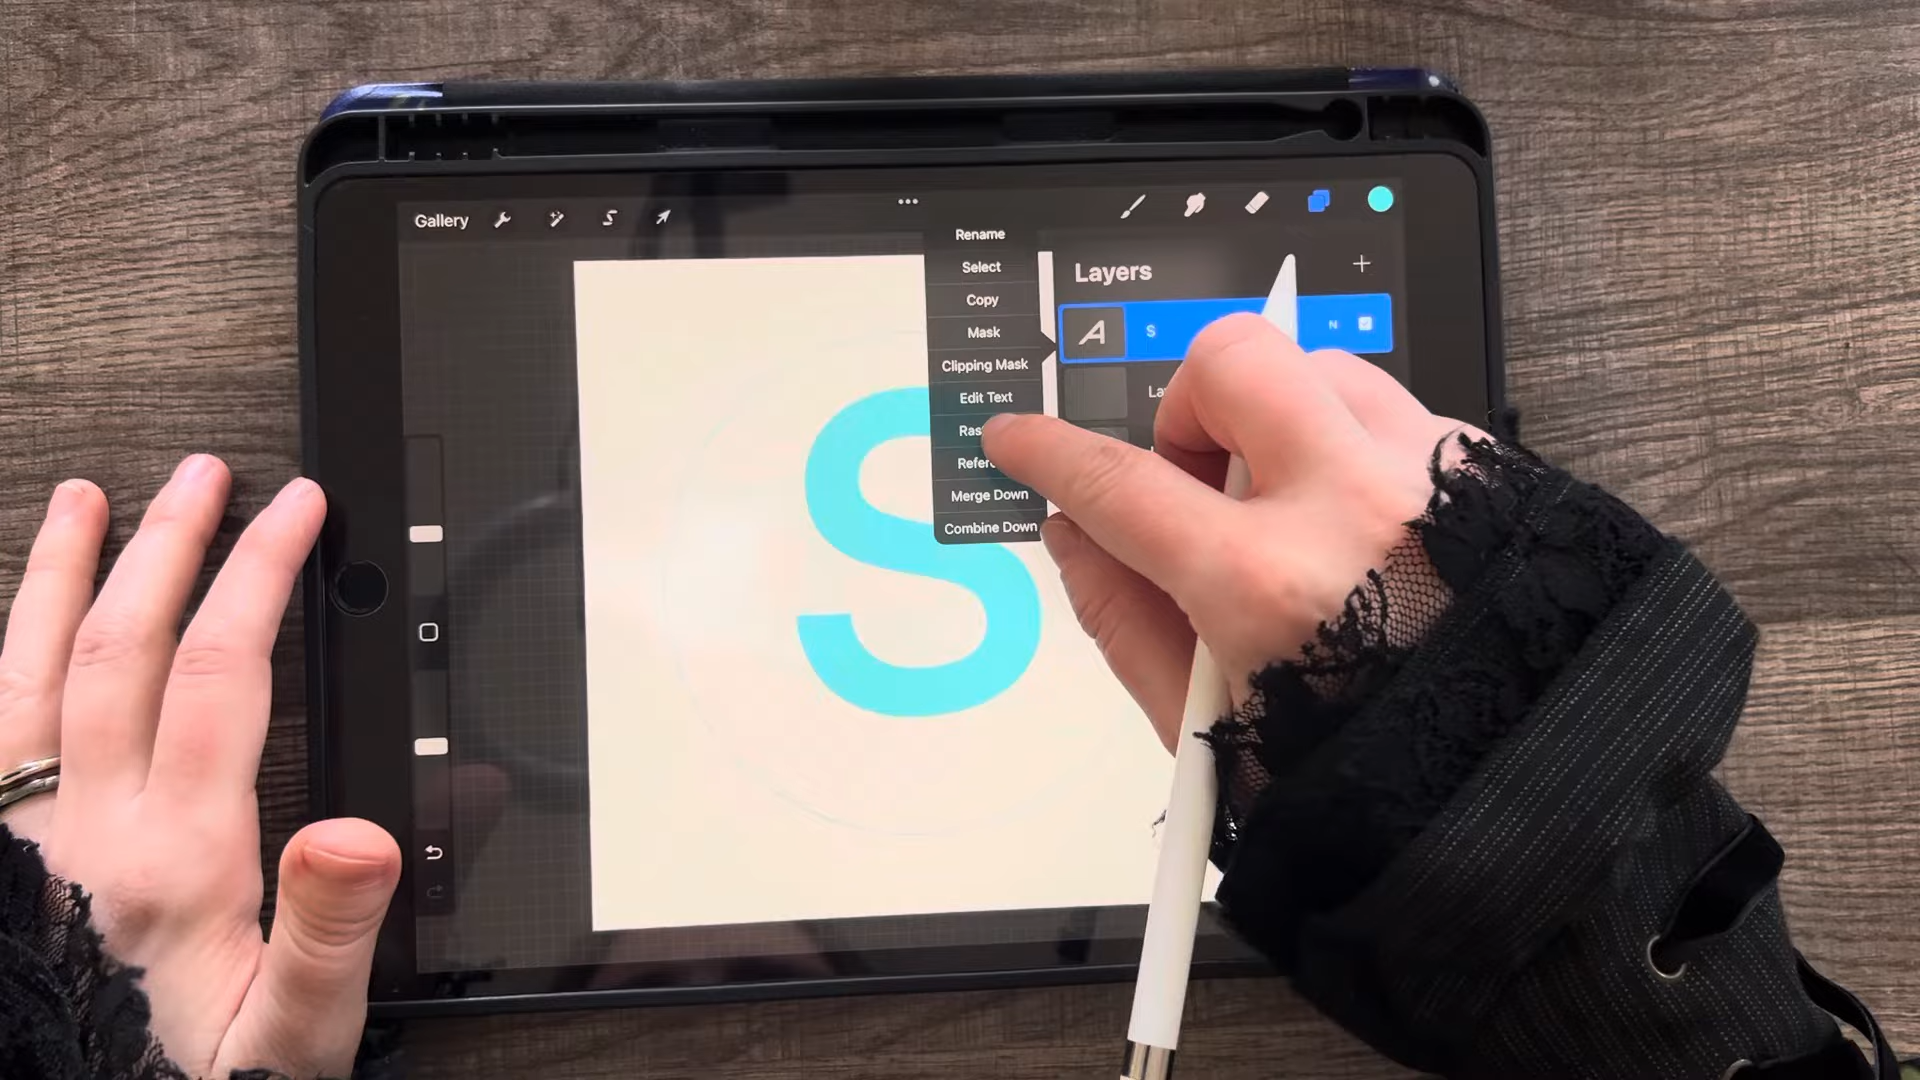 Gallery
Rename
Select
Copy
Mask
Clipping Mask
Edit Text
Merge Down
Combine Down
Layers
A
S N
S